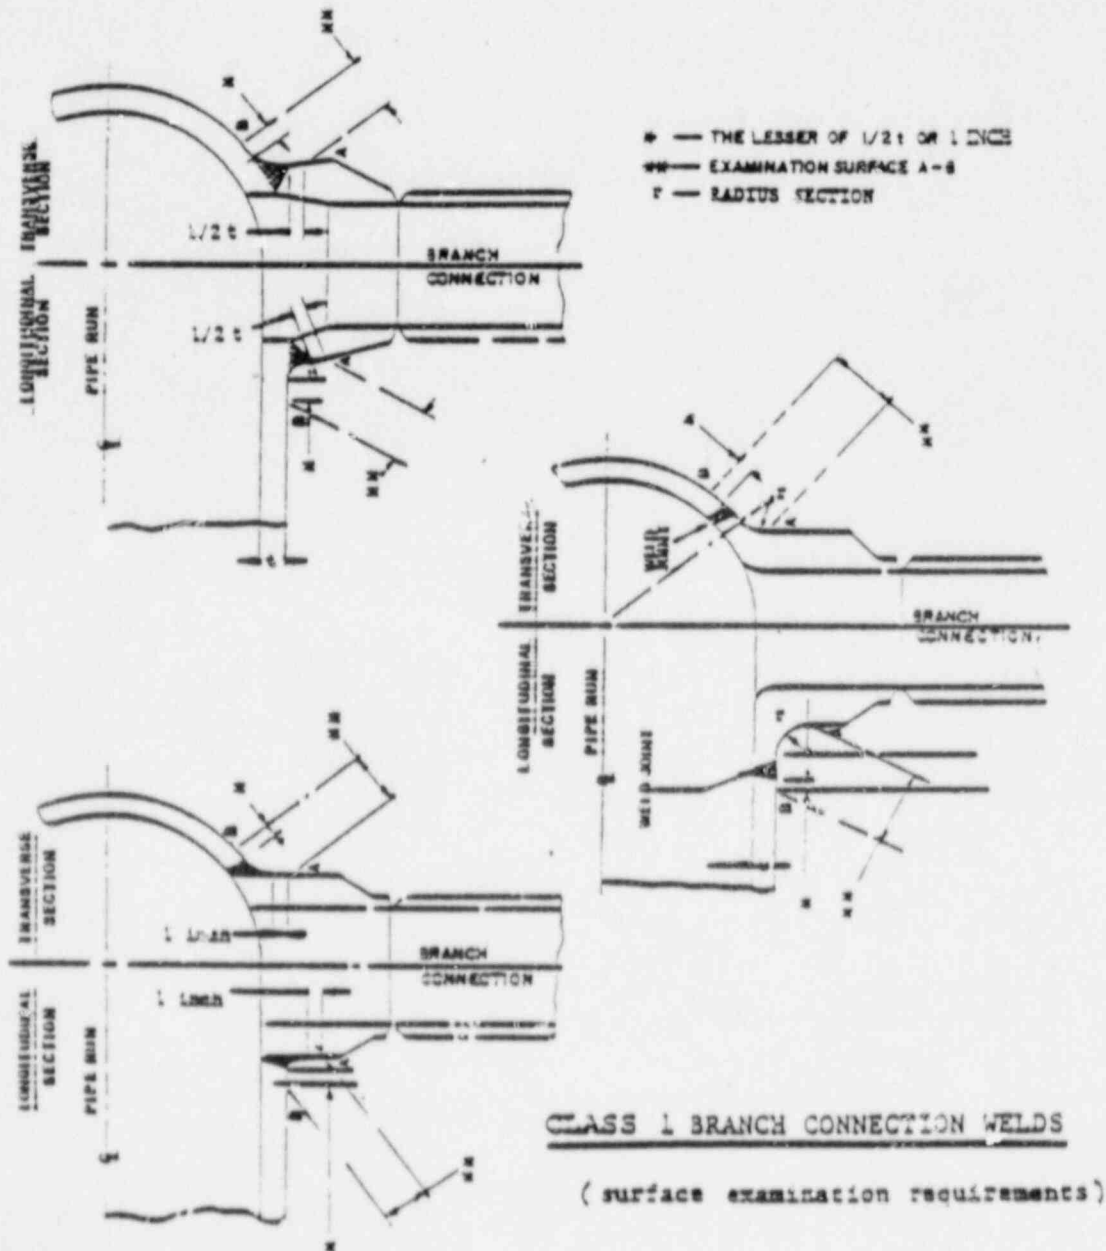 * — THE LESSER OF 1/2 t OR 1 INCH
** — EXAMINATION SURFACE A-B
r — RADIUS SECTION
TRANSVERSE SECTION
LONGITUDINAL SECTION
PIPE RUN
℄
1/2 t
1/2 t
BRANCH
CONNECTION
B
A
A
B
t
TRANSVERSE SECTION
LONGITUDINAL SECTION
PIPE RUN
℄
WELD JOINT
WELD JOINT
BRANCH
CONNECTION
B
A
B
TRANSVERSE SECTION
LONGITUDICAL SECTION
PIPE RUN
℄
1 inch
1 inch
BRANCH
CONNECTION
B
A
A
B
CLASS 1 BRANCH CONNECTION WELDS
(surface examination requirements)